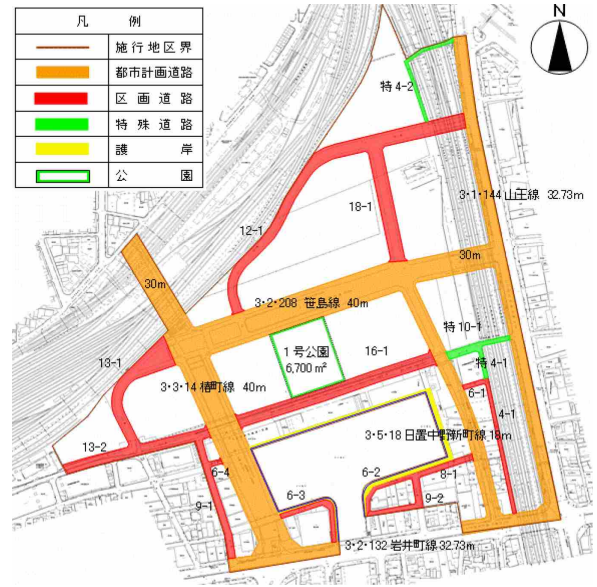 凡 例
施行地区界
都市計画道路
区画道路
特殊道路
護岸
公園
N
特4-2
3・1・144 山王線 32.73m
18-1
12-1
30m
30m
3・2・208 笹島線 40m
特10-1
1号公園
6,700㎡
16-1
13-1
特4-1
3・3・14 椿町線 40m
6-1
4-1
3・5・18 日置中野新町線 18m
13-2
6-4
6-2
8-1
9-1
6-3
9-2
3・2・132 岩井町線 32.73m